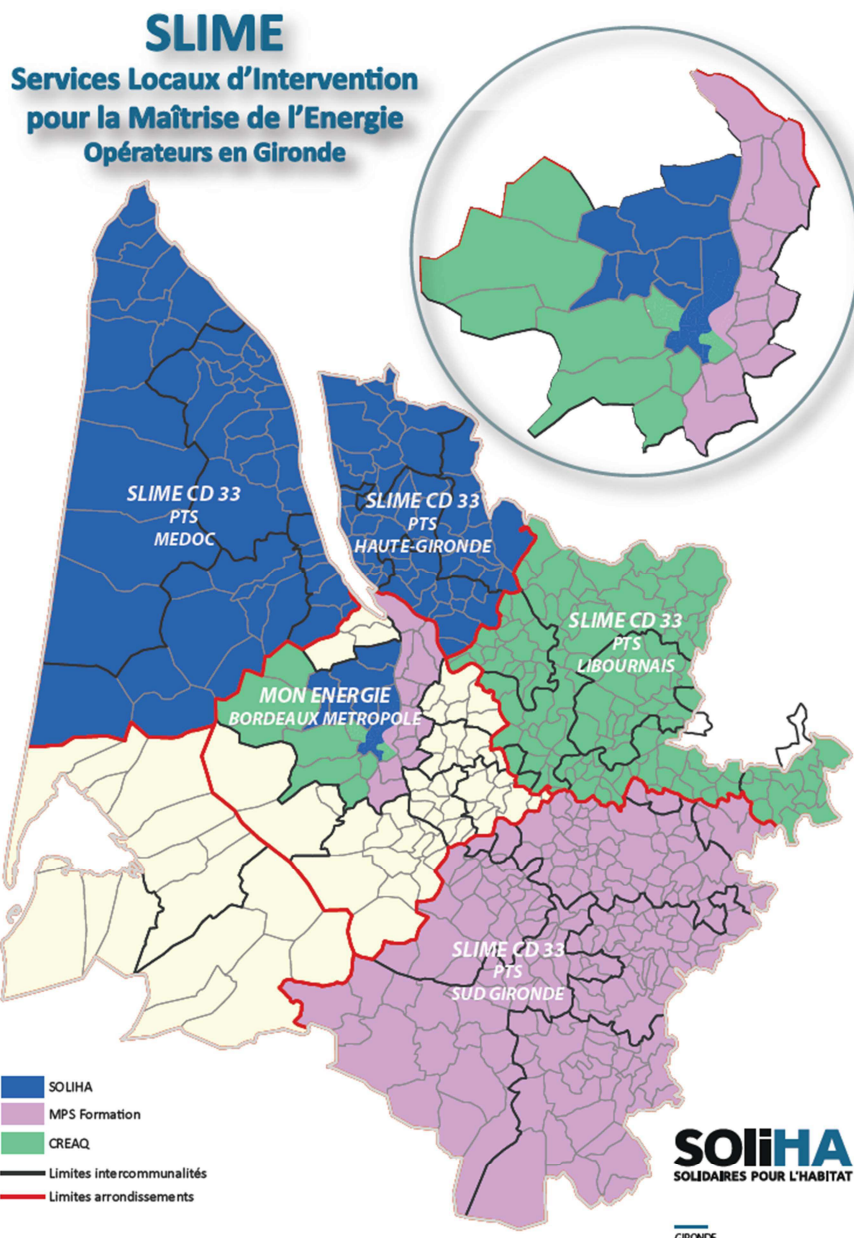 SLIME
Services Locaux d'Intervention
pour la Maîtrise de l'Energie
Opérateurs en Gironde
SLIME CD 33
PTS
MEDOC
SLIME CD 33
PTS
HAUTE-GIRONDE
SLIME CD 33
PTS
LIBOURNAIS
MON ENERGIE
BORDEAUX METROPOLE
SLIME CD 33
PTS
SUD GIRONDE
SOLIHA
MPS Formation
CREAQ
Limites intercommunalités
Limites arrondissements
SOliHA
SOLIDAIRES POUR L'HABITAT
GIRONDE